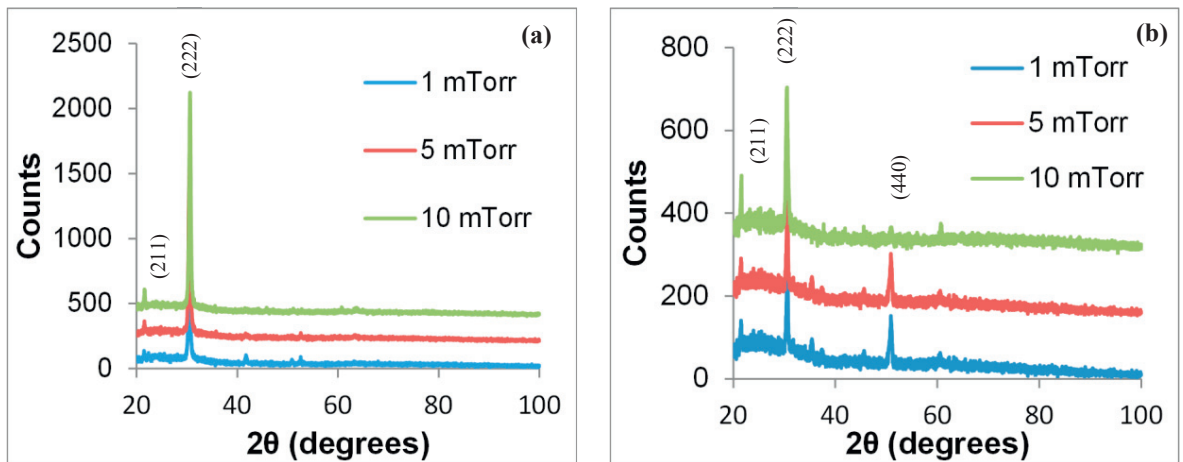 (a)
2500
2000
1500
1000
500
0
Counts
(211)
(222)
1 mTorr
5 mTorr
10 mTorr
20 40 60 80 100
2θ (degrees)
(b)
800
600
400
200
0
Counts
(211)
(222)
(440)
1 mTorr
5 mTorr
10 mTorr
20 40 60 80 100
2θ (degrees)